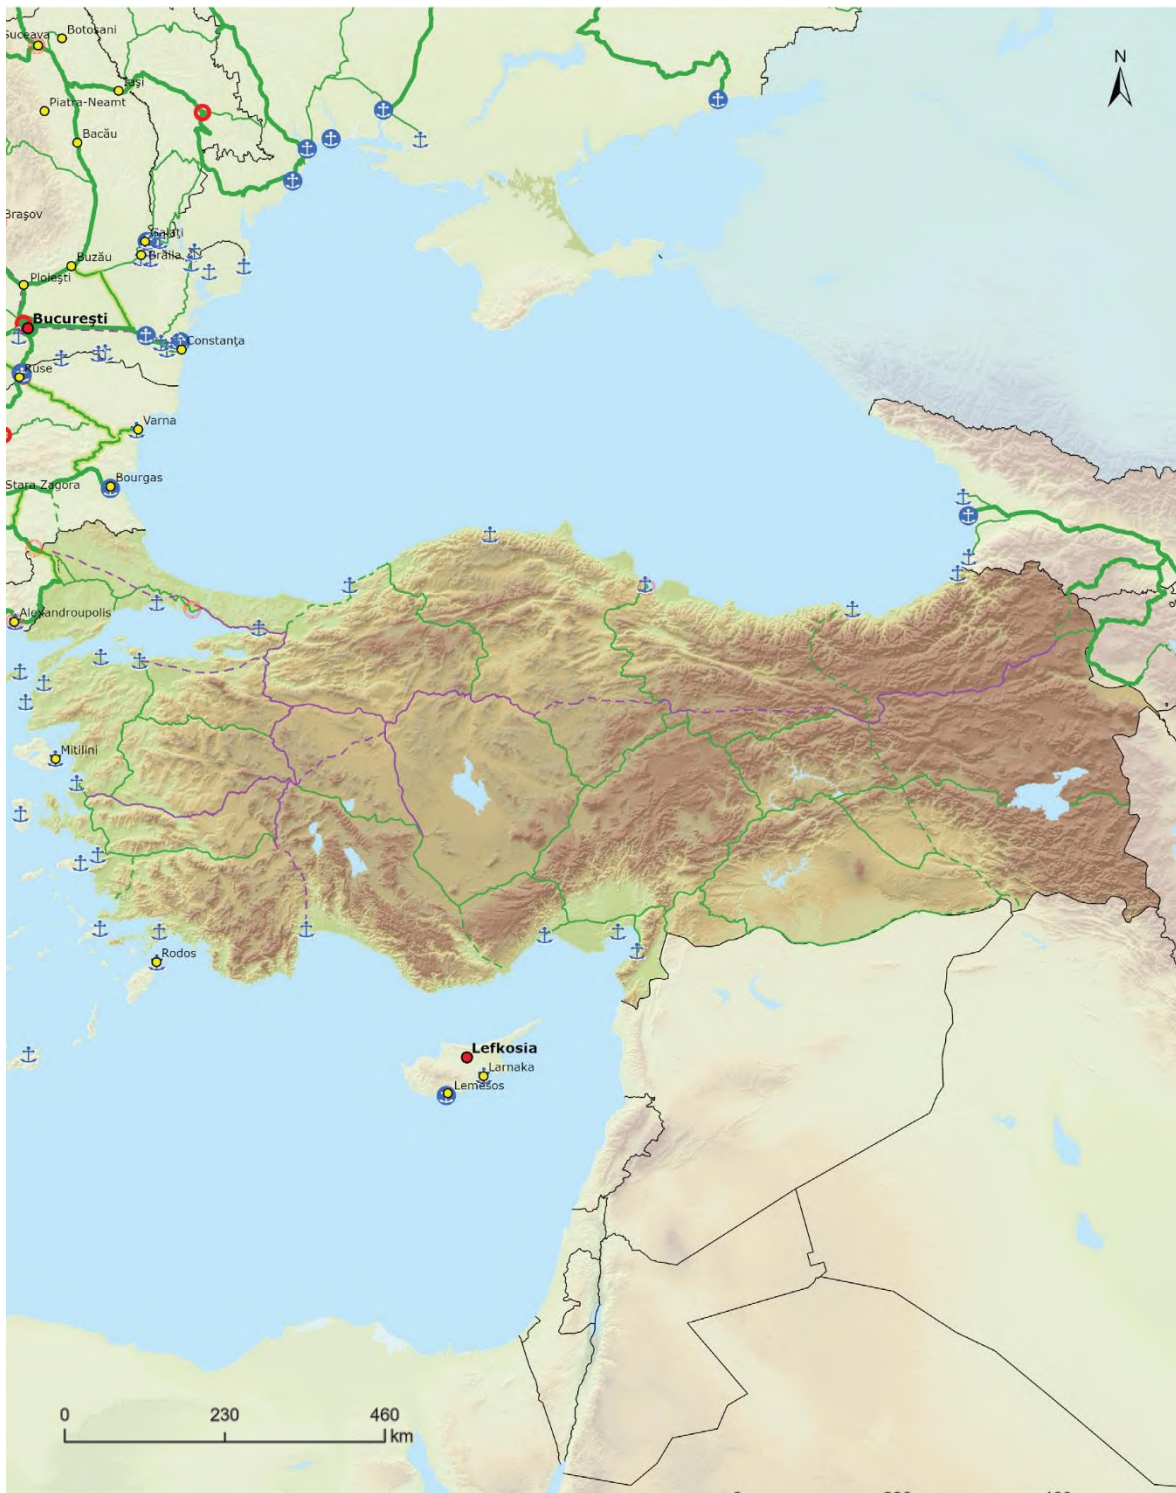 Suceava
Botoșani
N
Iași
Piatra-Neamt
Bacău
Brașov
Galați
Brăila
Buzău
Ploiești
București
Constanța
Ruse
Varna
Bourgas
Stara Zagora
Alexandroupolis
Mitilini
Rodos
Lefkosia
Larnaka
Lemesos
0 230 460
km